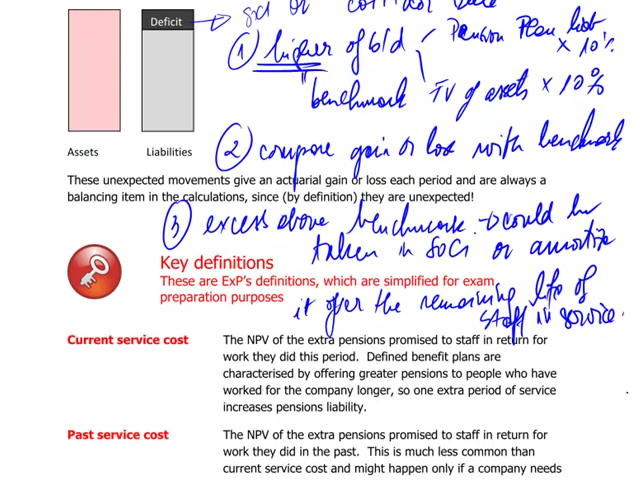 Deficit
SOCI or corridor rule
① higher of b/d
Pension Plan liab
x 10%
"benchmark
FV of assets x 10%
② compare gain or loss with benchmark
Assets
Liabilities
These unexpected movements give an actuarial gain or loss each period and are always a
balancing item in the calculations, since (by definition) they are unexpected!
③ excess above benchmark → could be
taken in SOCI or amortize
Key definitions
These are ExP's definitions, which are simplified for exam
preparation purposes
it over the remaining life of
staff in service.
Current service cost
The NPV of the extra pensions promised to staff in return for
work they did this period. Defined benefit plans are
characterised by offering greater pensions to people who have
worked for the company longer, so one extra period of service
increases pensions liability.
Past service cost
The NPV of the extra pensions promised to staff in return for
work they did in the past. This is much less common than
current service cost and might happen only if a company needs